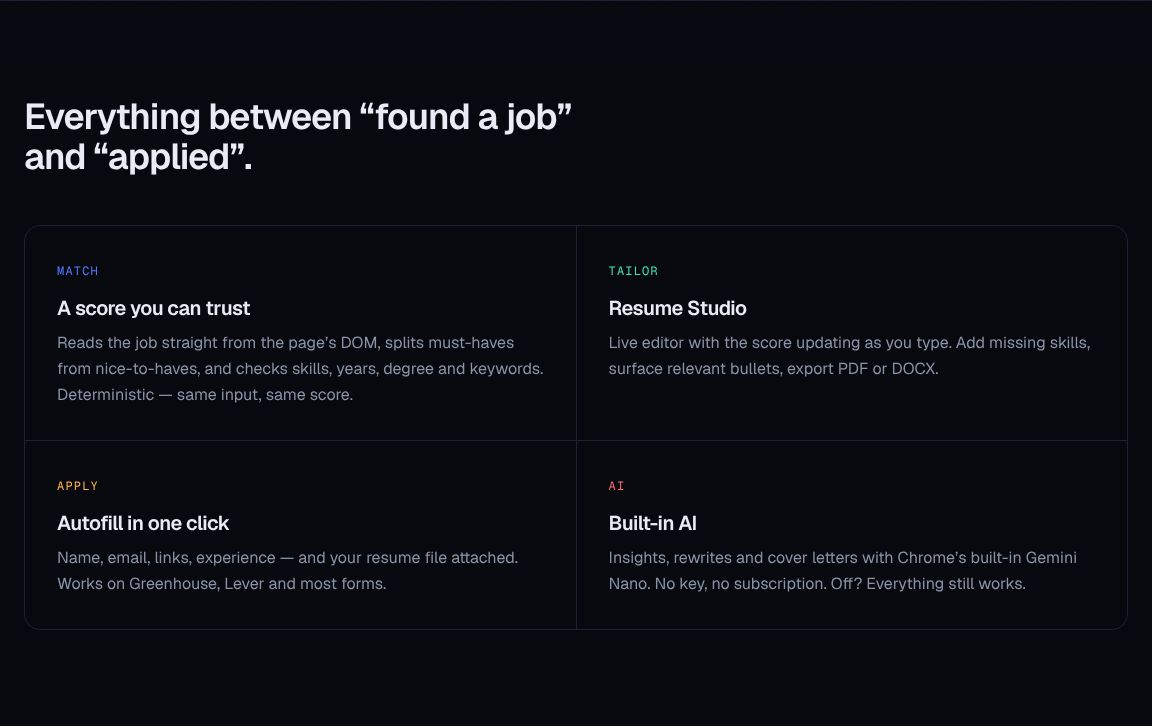 Everything between “found a job”
and “applied”.
MATCH
A score you can trust
Reads the job straight from the page’s DOM, splits must-haves
from nice-to-haves, and checks skills, years, degree and keywords.
Deterministic — same input, same score.
TAILOR
Resume Studio
Live editor with the score updating as you type. Add missing skills,
surface relevant bullets, export PDF or DOCX.
APPLY
Autofill in one click
Name, email, links, experience — and your resume file attached.
Works on Greenhouse, Lever and most forms.
AI
Built-in AI
Insights, rewrites and cover letters with Chrome’s built-in Gemini
Nano. No key, no subscription. Off? Everything still works.